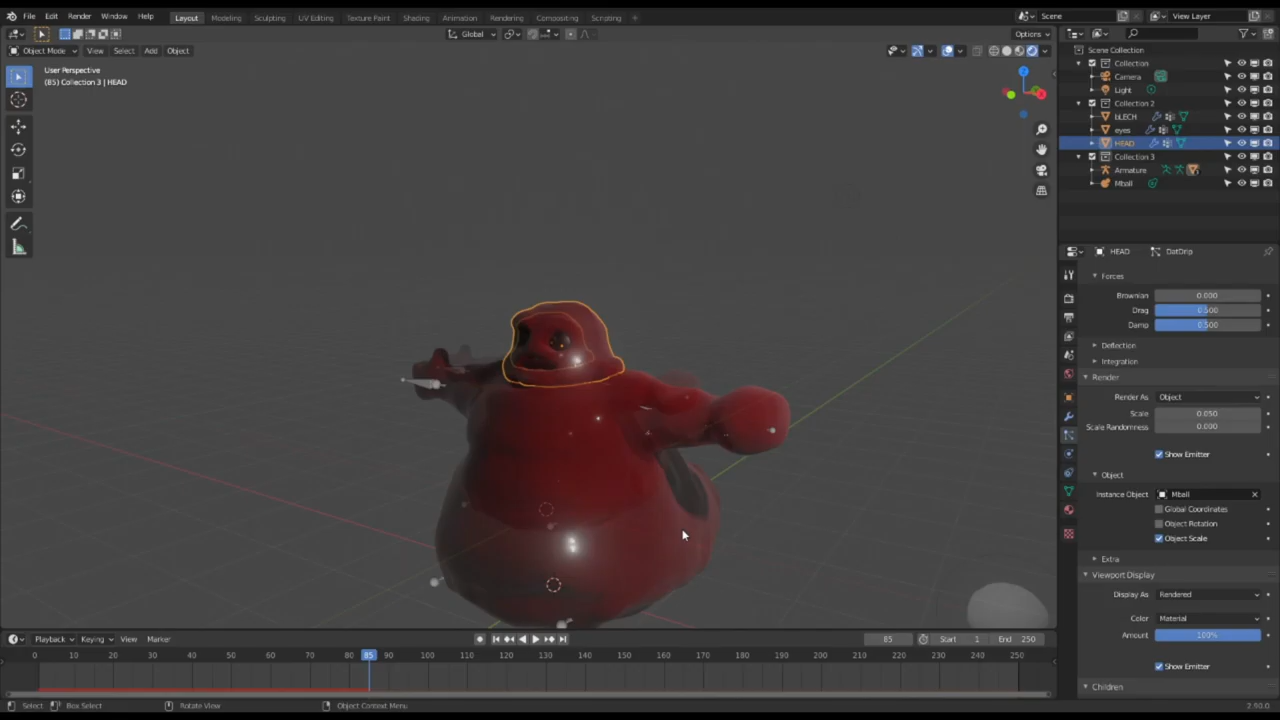 File Edit Render Window Help Layout Modeling Sculpting UV Editing Texture Paint Shading Animation Rendering Compositing Scripting + Scene View Layer
Global Options
Object Mode View Select Add Object
User Perspective
(85) Collection 3 | HEAD
Z
Scene Collection
Collection
Camera
Light
Collection 2
bLECH
eyes
HEAD
Collection 3
Armature
Mball
HEAD DatDrip
Forces
Brownian 0.000
Drag 0.500
Damp 0.500
Deflection
Integration
Render
Render As Object
Scale 0.050
Scale Randomness 0.000
Show Emitter
Object
Instance Object Mball
Global Coordinates
Object Rotation
Object Scale
Extra
Viewport Display
Display As Rendered
Color Material
Amount 100%
Show Emitter
Children
Playback Keying View Marker 85 Start 1 End 250
0 10 20 30 40 50 60 70 80 85 90 100 110 120 130 140 150 160 170 180 190 200 210 220 230 240 250
Select Box Select Rotate View Object Context Menu 2.90.0